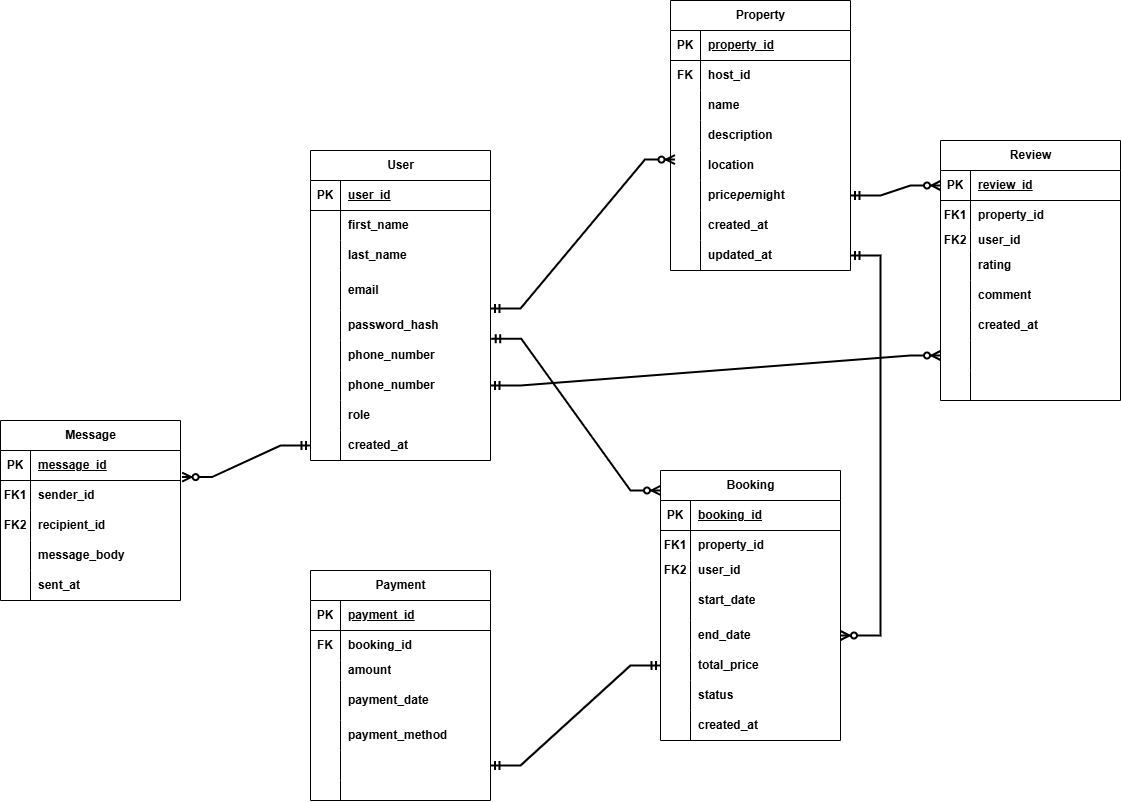 Property
PK property_id
FK host_id
name
description
location
pricepernight
created_at
updated_at
User
PK user_id
first_name
last_name
email
password_hash
phone_number
phone_number
role
created_at
Review
PK review_id
FK1 property_id
FK2 user_id
rating
comment
created_at
Message
PK message_id
FK1 sender_id
FK2 recipient_id
message_body
sent_at
Booking
PK booking_id
FK1 property_id
FK2 user_id
start_date
end_date
total_price
status
created_at
Payment
PK payment_id
FK booking_id
amount
payment_date
payment_method